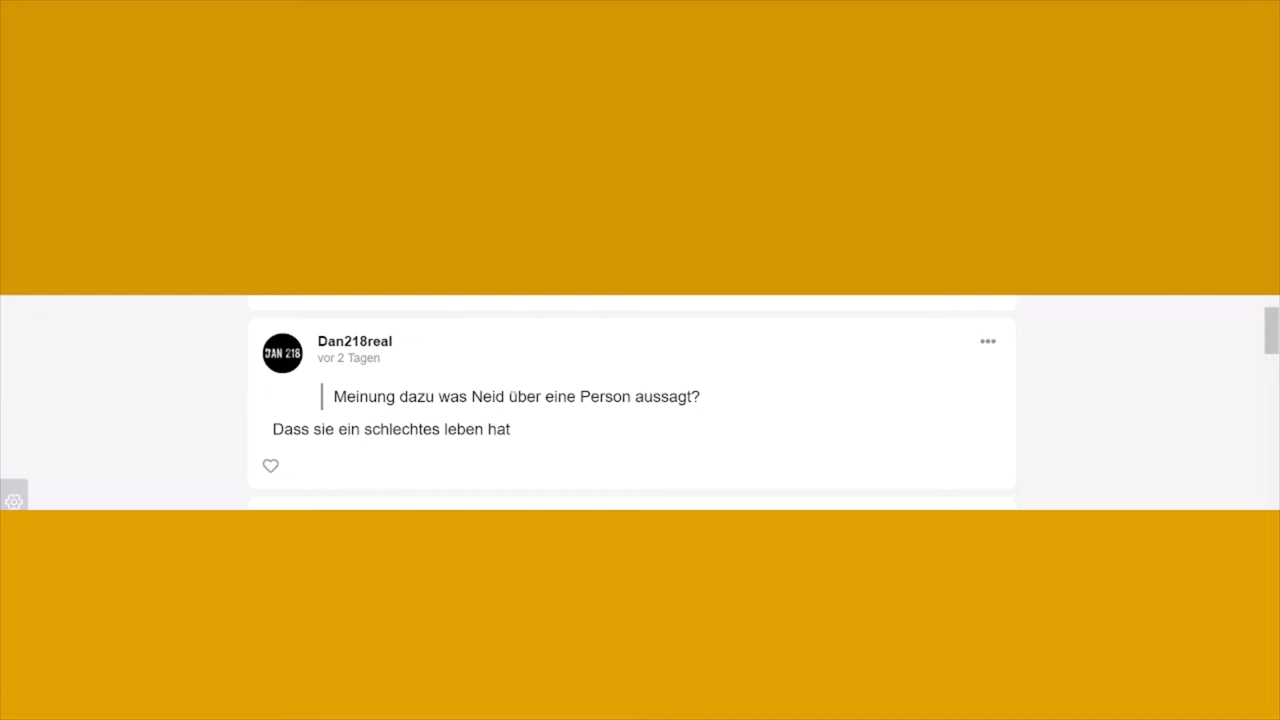 Dan218real
DAN 218
vor 2 Tagen
Meinung dazu was Neid über eine Person aussagt?
Dass sie ein schlechtes leben hat